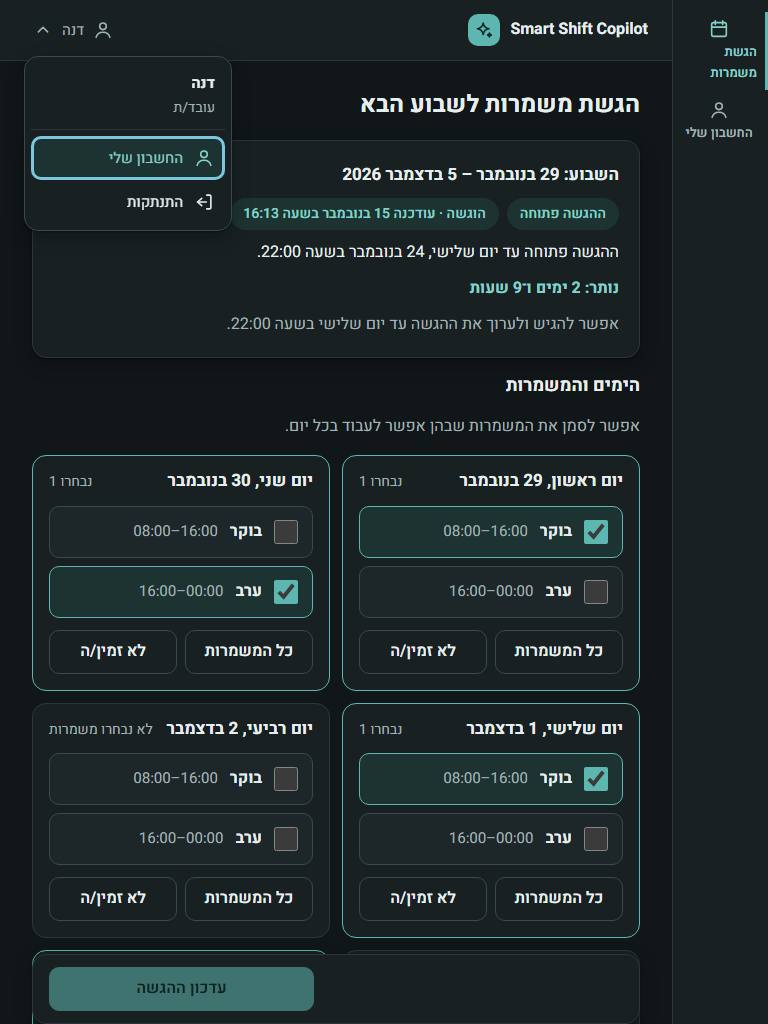 הגשת
משמרות
החשבון שלי
Smart Shift Copilot
דנה
דנה
עובד/ת
החשבון שלי
התנתקות
הגשת משמרות לשבוע הבא
השבוע: 29 בנובמבר – 5 בדצמבר 2026
ההגשה פתוחה
הוגשה · עודכנה 15 בנובמבר בשעה 16:13
ההגשה פתוחה עד יום שלישי, 24 בנובמבר בשעה 22:00.
נותר: 2 ימים ו־9 שעות
אפשר להגיש ולערוך את ההגשה עד יום שלישי בשעה 22:00.
הימים והמשמרות
אפשר לסמן את המשמרות שבהן אפשר לעבוד בכל יום.
יום ראשון, 29 בנובמבר
נבחרו 1
בוקר 08:00–16:00
ערב 16:00–00:00
כל המשמרות
לא זמין/ה
יום שני, 30 בנובמבר
נבחרו 1
בוקר 08:00–16:00
ערב 16:00–00:00
כל המשמרות
לא זמין/ה
יום שלישי, 1 בדצמבר
נבחרו 1
בוקר 08:00–16:00
ערב 16:00–00:00
כל המשמרות
לא זמין/ה
יום רביעי, 2 בדצמבר
לא נבחרו משמרות
בוקר 08:00–16:00
ערב 16:00–00:00
כל המשמרות
לא זמין/ה
עדכון ההגשה